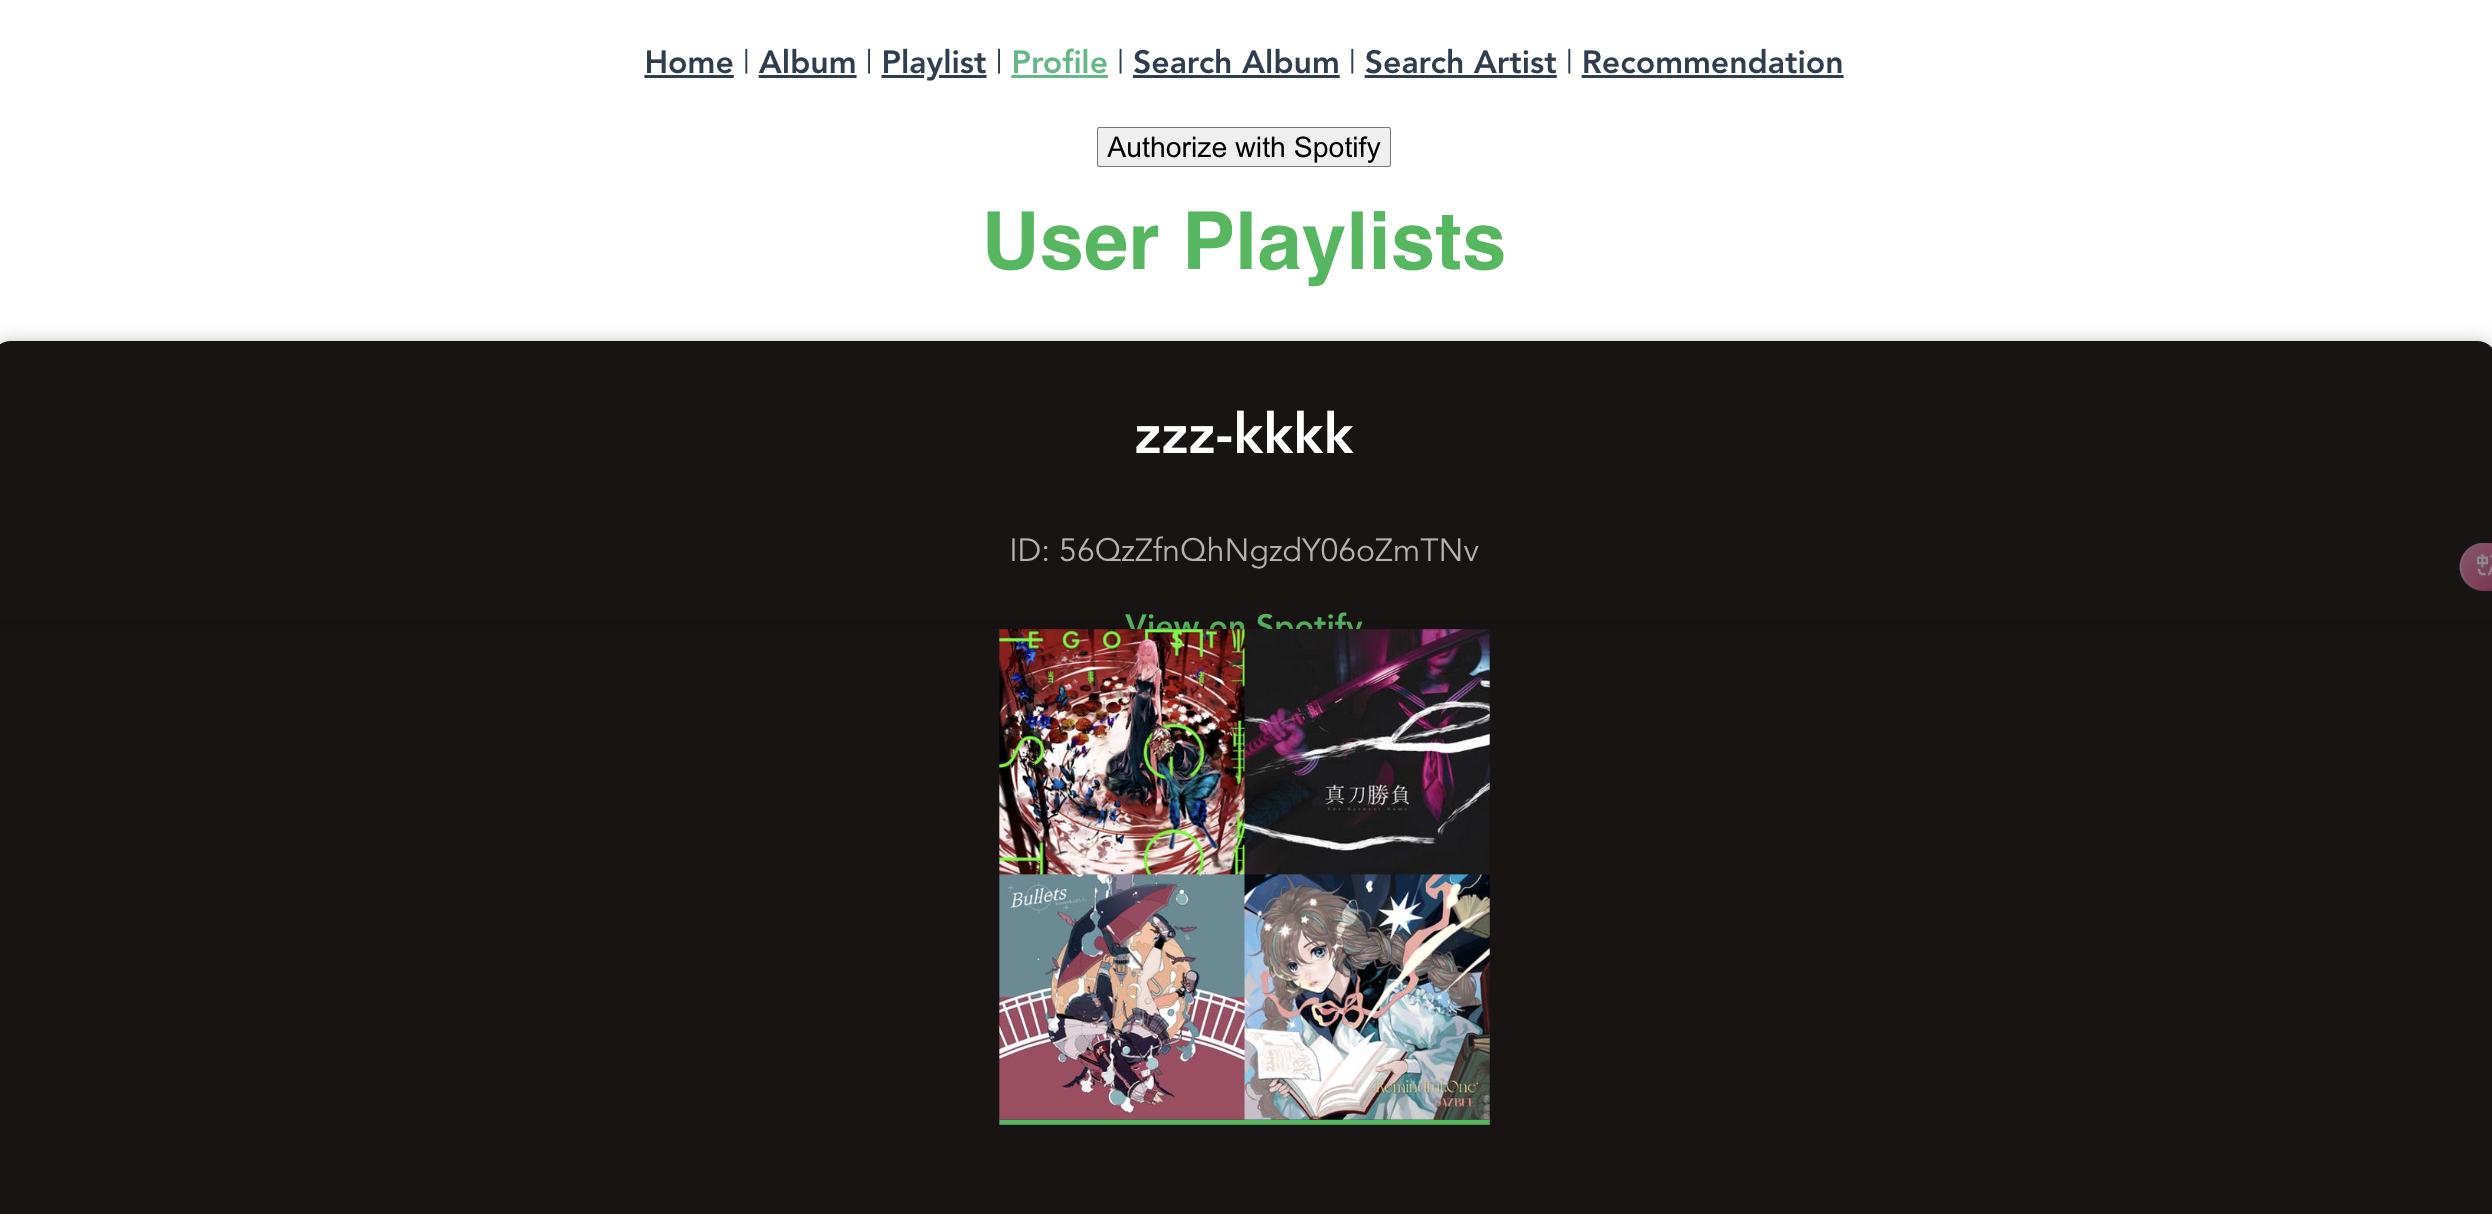 Home | Album | Playlist | Profile | Search Album | Search Artist | Recommendation
Authorize with Spotify
User Playlists
zzz-kkkk
ID: 56QzZfnQhNgzdY06oZmTNv
View on Spotify
EGOIST
真刀勝負
Bullets